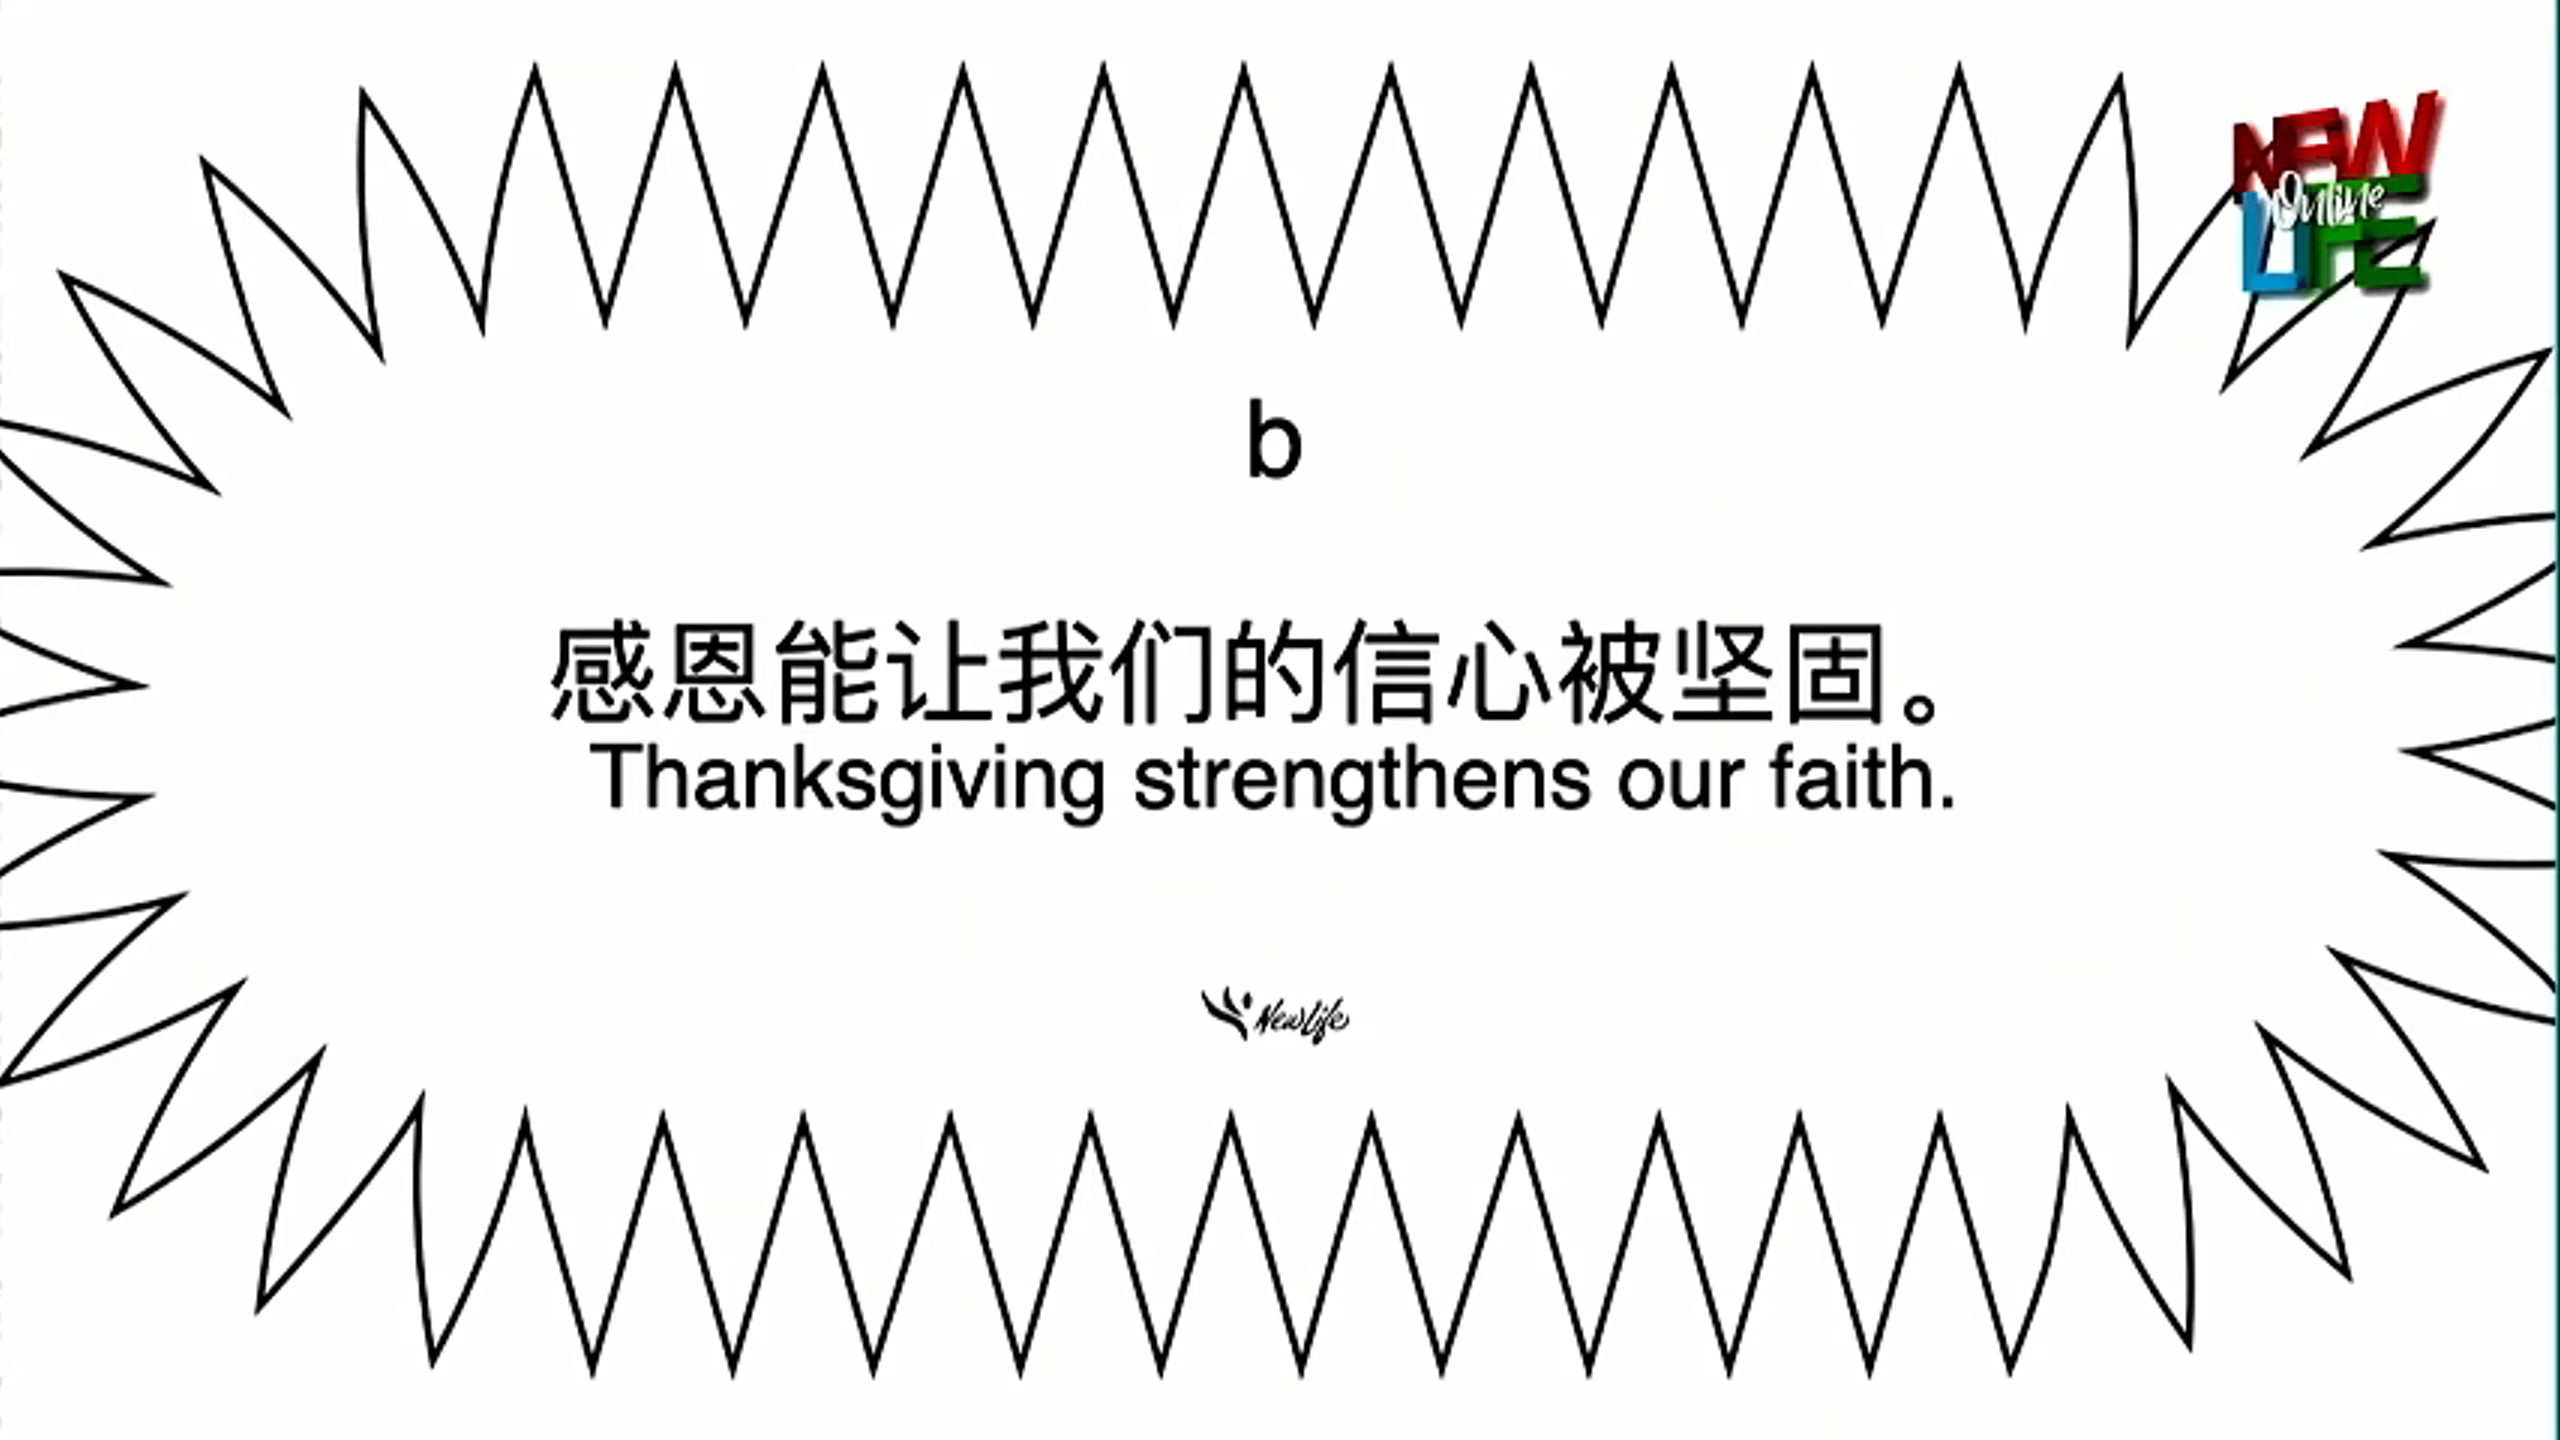 NEW
Online
LIFE
b
感恩能让我们的信心被坚固。
Thanksgiving strengthens our faith.
NewLife